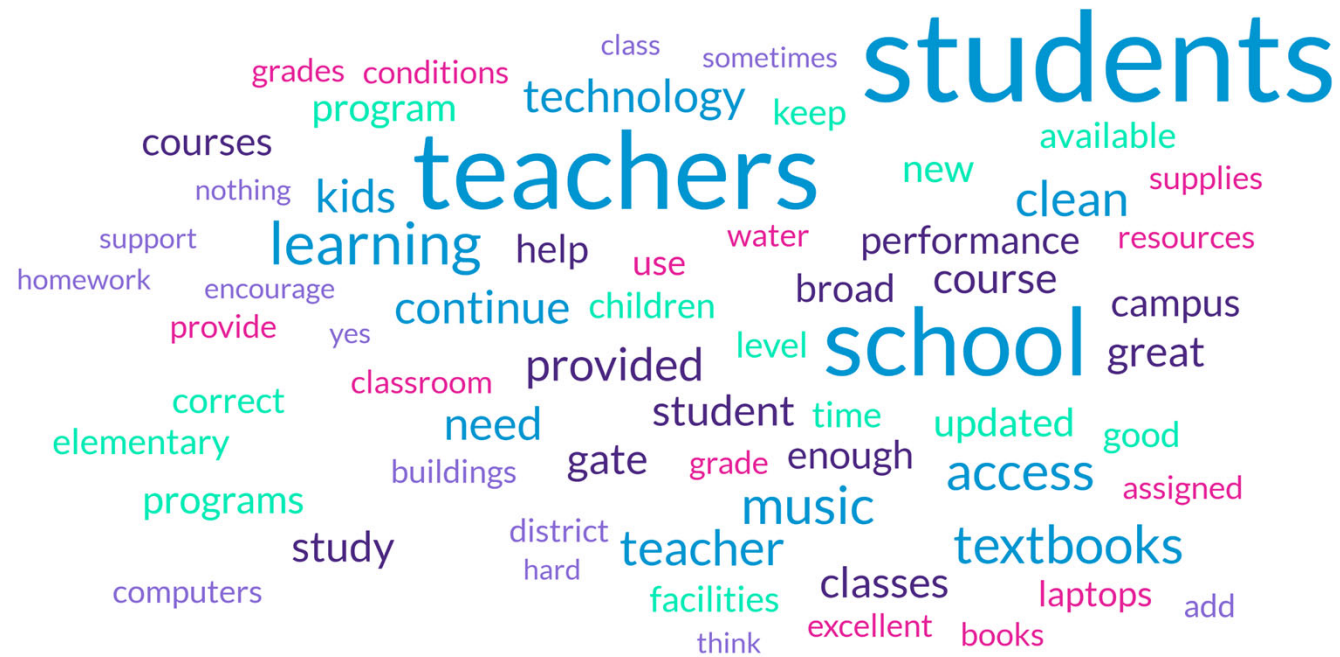 class sometimes students
grades conditions
program technology keep
courses teachers available
nothing kids new clean supplies
support learning help water performance resources
homework encourage use broad course
provide yes continue children campus
classroom provided level school great
correct need student time updated good
elementary buildings gate grade enough access assigned
programs music
study district teacher textbooks
computers hard facilities classes laptops add
think excellent books